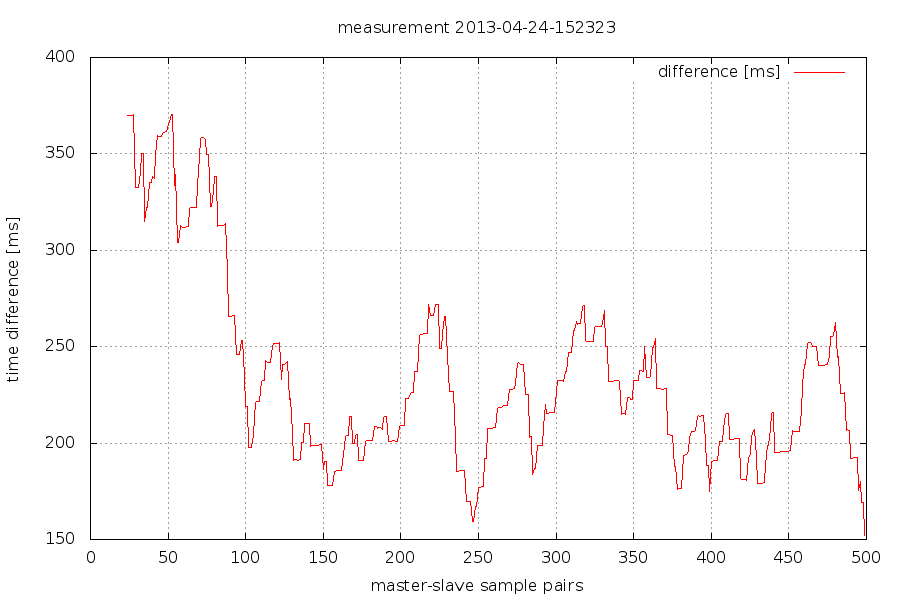 measurement 2013-04-24-152323
difference [ms]
time difference [ms]
400
350
300
250
200
150
0 50 100 150 200 250 300 350 400 450 500
master-slave sample pairs